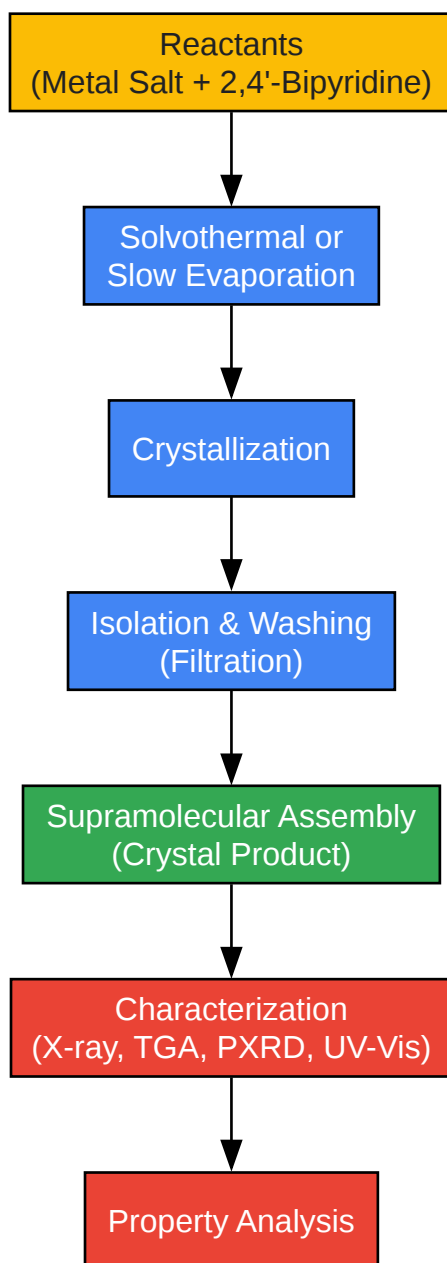 Reactants
(Metal Salt + 2,4'-Bipyridine)
Solvothermal or
Slow Evaporation
Crystallization
Isolation & Washing
(Filtration)
Supramolecular Assembly
(Crystal Product)
Characterization
(X-ray, TGA, PXRD, UV-Vis)
Property Analysis